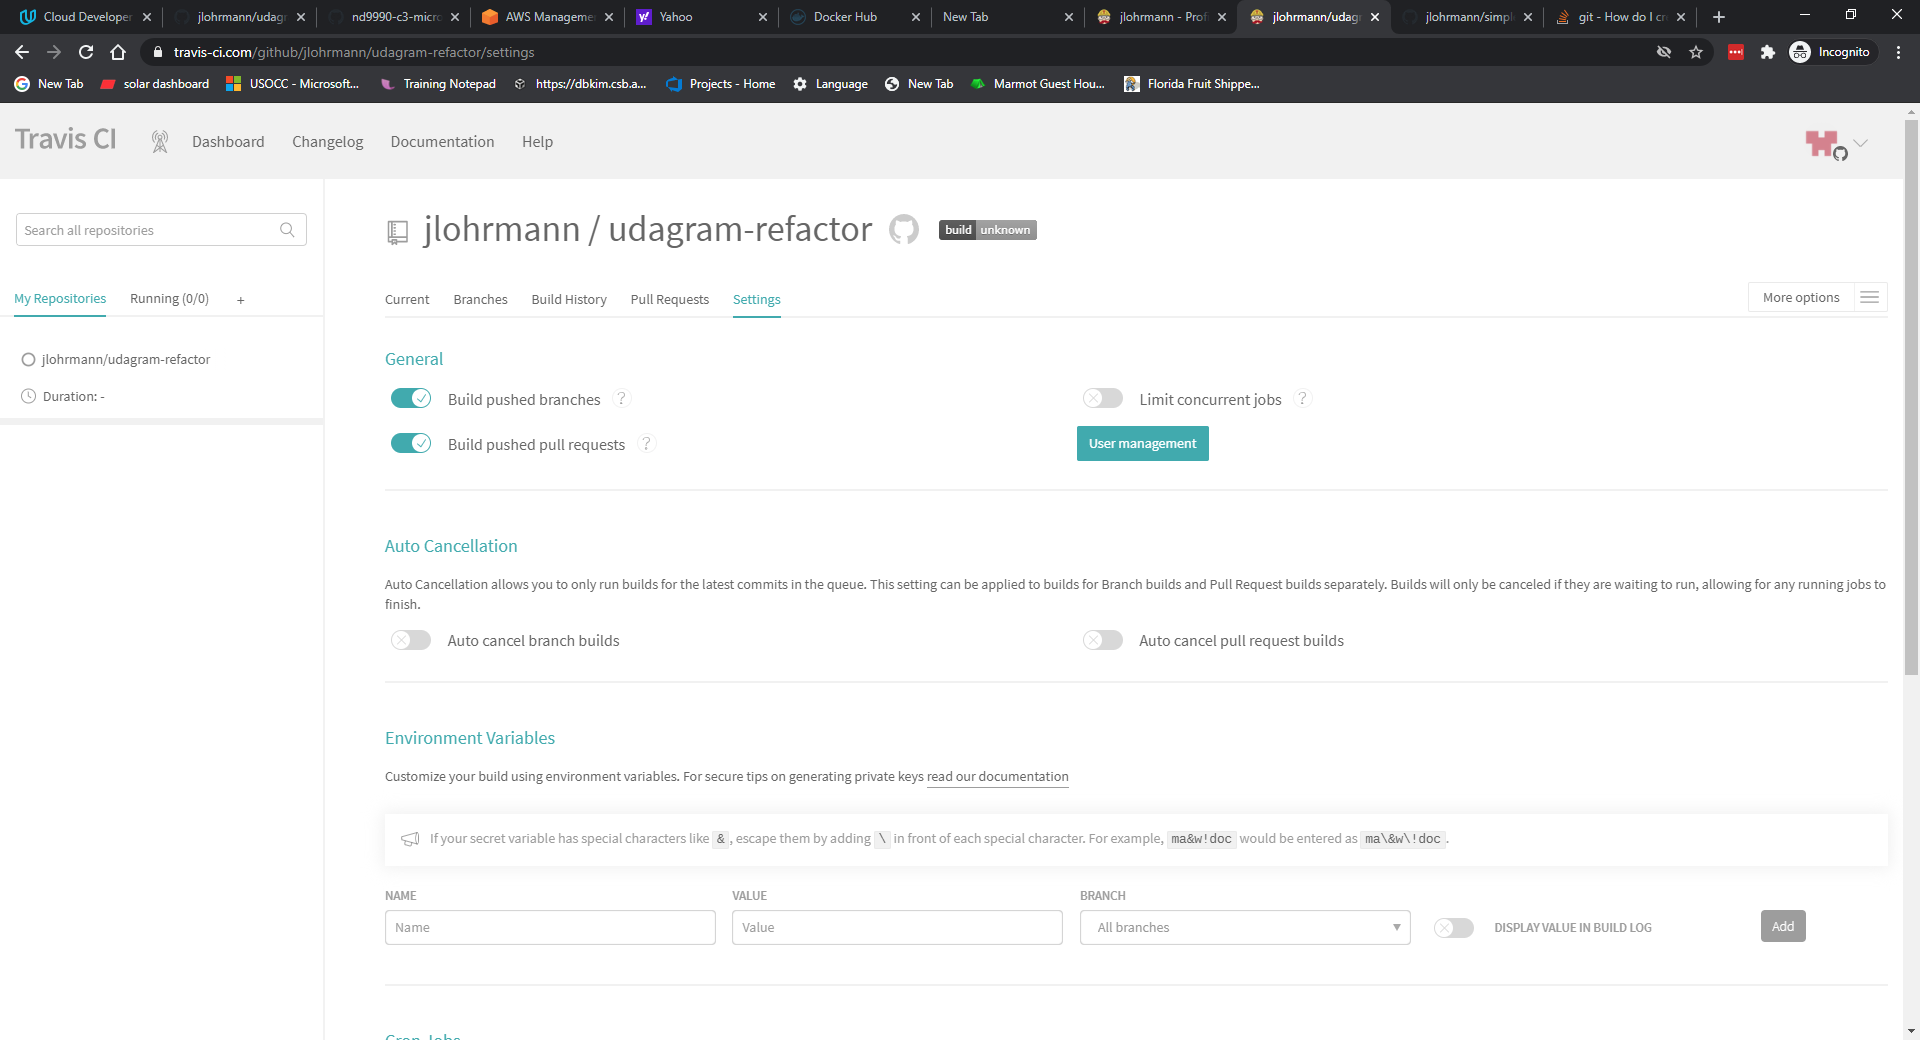 Cloud Developer
jlohrmann/udagr
nd9990-c3-micro
AWS Manageme
Yahoo
Docker Hub
New Tab
jlohrmann - Prof
jlohrmann/udagr
jlohrmann/simpl
git - How do I cr
travis-ci.com/github/jlohrmann/udagram-refactor/settings
Incognito
New Tab
solar dashboard
USOCC - Microsoft...
Training Notepad
https://dbkim.csb.a...
Projects - Home
Language
New Tab
Marmot Guest Hou...
Florida Fruit Shippe...
Travis CI
Dashboard
Changelog
Documentation
Help
Search all repositories
My Repositories
Running (0/0)
+
jlohrmann/udagram-refactor
Duration: -
jlohrmann / udagram-refactor
build unknown
Current
Branches
Build History
Pull Requests
Settings
More options
General
Build pushed branches ?
Limit concurrent jobs ?
Build pushed pull requests ?
User management
Auto Cancellation
Auto Cancellation allows you to only run builds for the latest commits in the queue. This setting can be applied to builds for Branch builds and Pull Request builds separately. Builds will only be canceled if they are waiting to run, allowing for any running jobs to
finish.
Auto cancel branch builds
Auto cancel pull request builds
Environment Variables
Customize your build using environment variables. For secure tips on generating private keys read our documentation
If your secret variable has special characters like & , escape them by adding \ in front of each special character. For example, ma&w!doc would be entered as ma\&w\!doc .
NAME
VALUE
BRANCH
Name
Value
All branches
DISPLAY VALUE IN BUILD LOG
Add
Cron Jobs